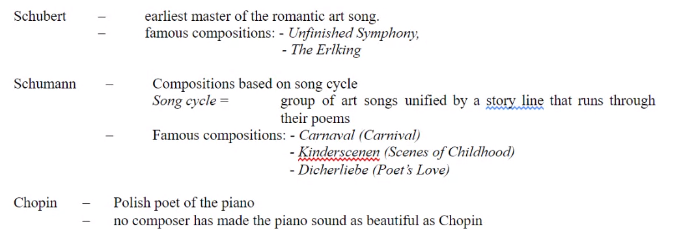 Schubert – earliest master of the romantic art song.
– famous compositions: - Unfinished Symphony,
- The Erlking
Schumann – Compositions based on song cycle
Song cycle = group of art songs unified by a story line that runs through
their poems
– Famous compositions: - Carnaval (Carnival)
- Kinderscenen (Scenes of Childhood)
- Dicherliebe (Poet's Love)
Chopin – Polish poet of the piano
– no composer has made the piano sound as beautiful as Chopin